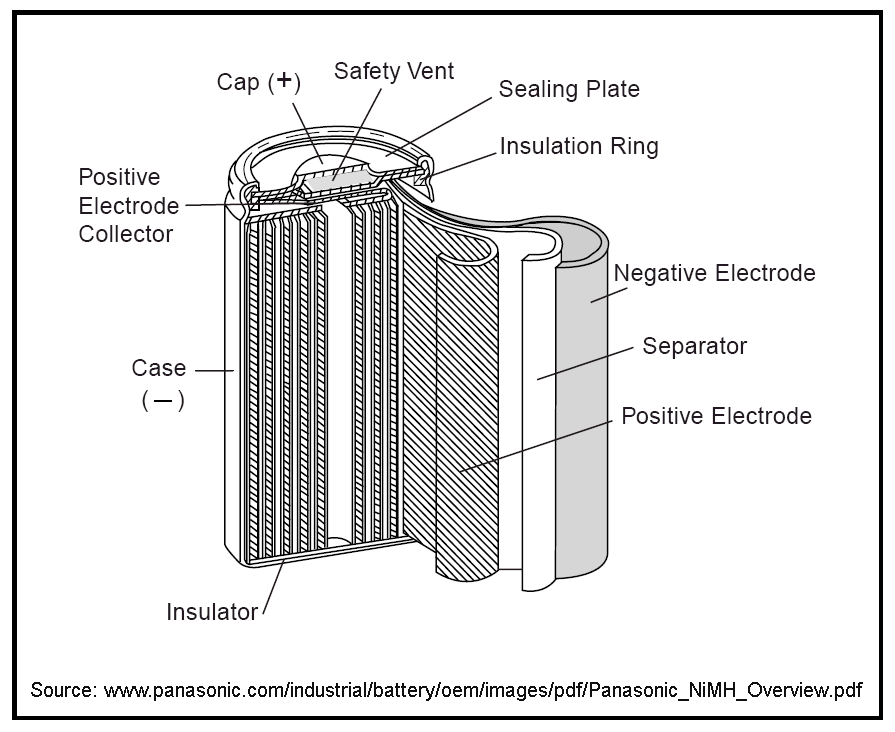 Safety Vent
Cap (+)
Sealing Plate
Insulation Ring
Positive
Electrode
Collector
Negative Electrode
Separator
Case
(—)
Positive Electrode
Insulator
Source: www.panasonic.com/industrial/battery/oem/images/pdf/Panasonic_NiMH_Overview.pdf